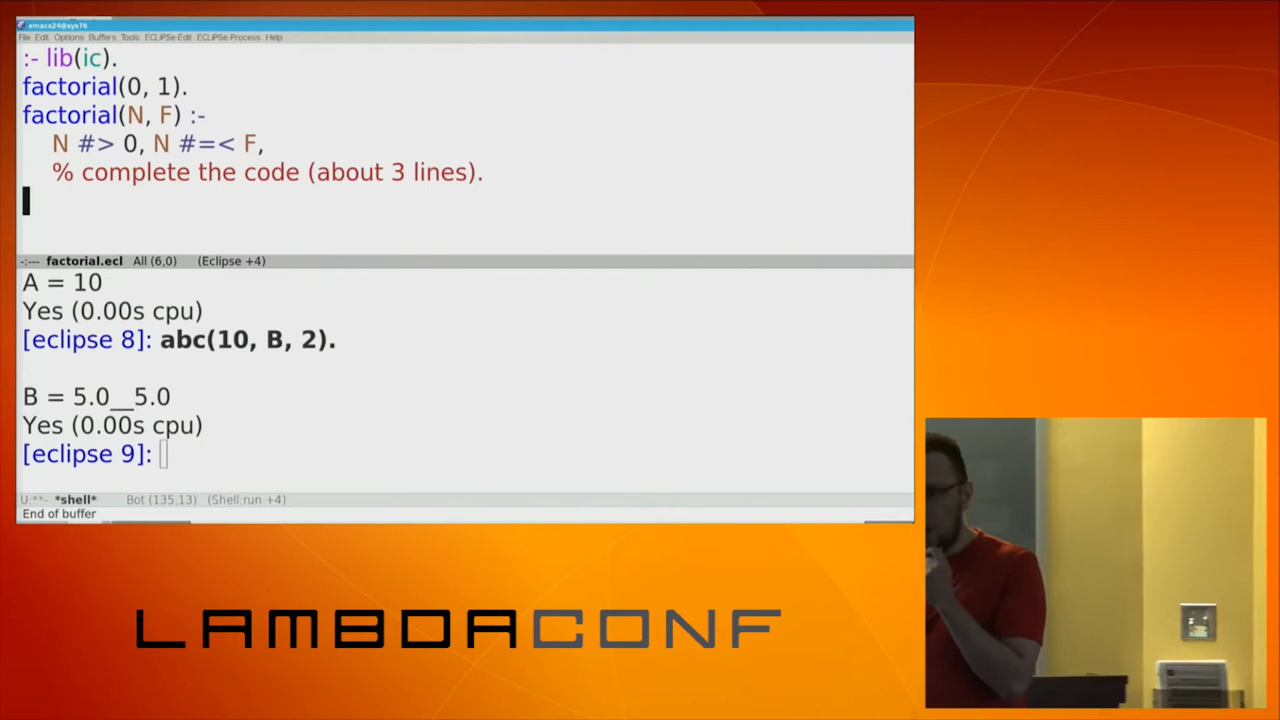 emacs24@sys76
File Edit Options Buffers Tools ECLiPSe-Edit ECLiPSe-Process Help
:- lib(ic).
factorial(0, 1).
factorial(N, F) :-
N #> 0, N #=< F,
% complete the code (about 3 lines).
-:--- factorial.ecl All (6,0) (Eclipse +4)
A = 10
Yes (0.00s cpu)
[eclipse 8]: abc(10, B, 2).
B = 5.0__5.0
Yes (0.00s cpu)
[eclipse 9]:
U:**- *shell* Bot (135,13) (Shell:run +4)
End of buffer
LAMBDACONF